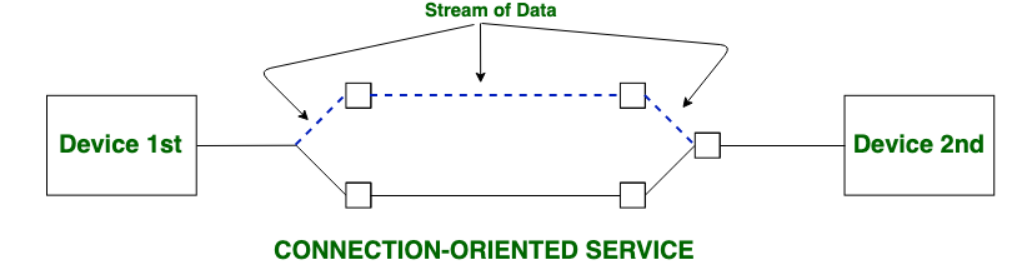 Stream of Data
Device 1st
Device 2nd
CONNECTION-ORIENTED SERVICE